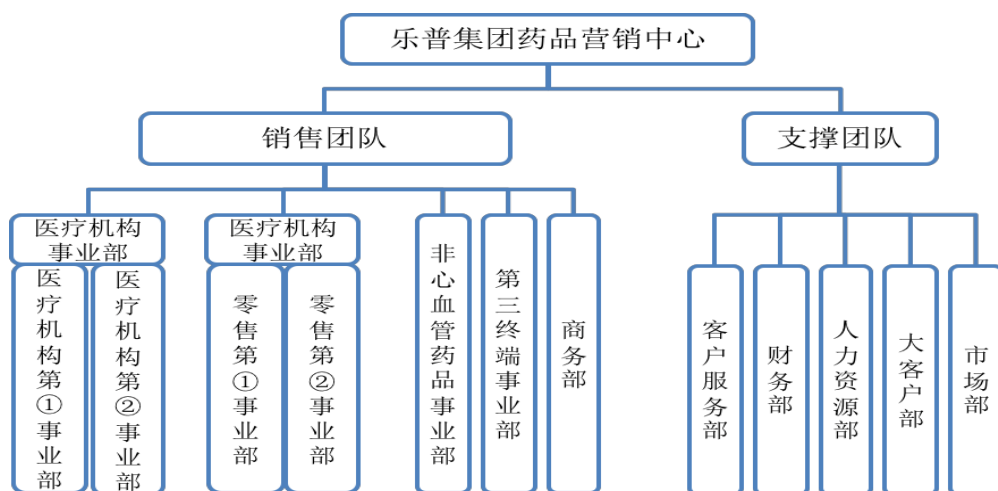 乐普集团药品营销中心
销售团队
支撑团队
医疗机构
事业部
医疗机构
事业部
医疗机构第①事业部
医疗机构第②事业部
零售第①事业部
零售第②事业部
非心血管药品事业部
第三终端事业部
商务部
客户服务部
财务部
人力资源部
大客户部
市场部